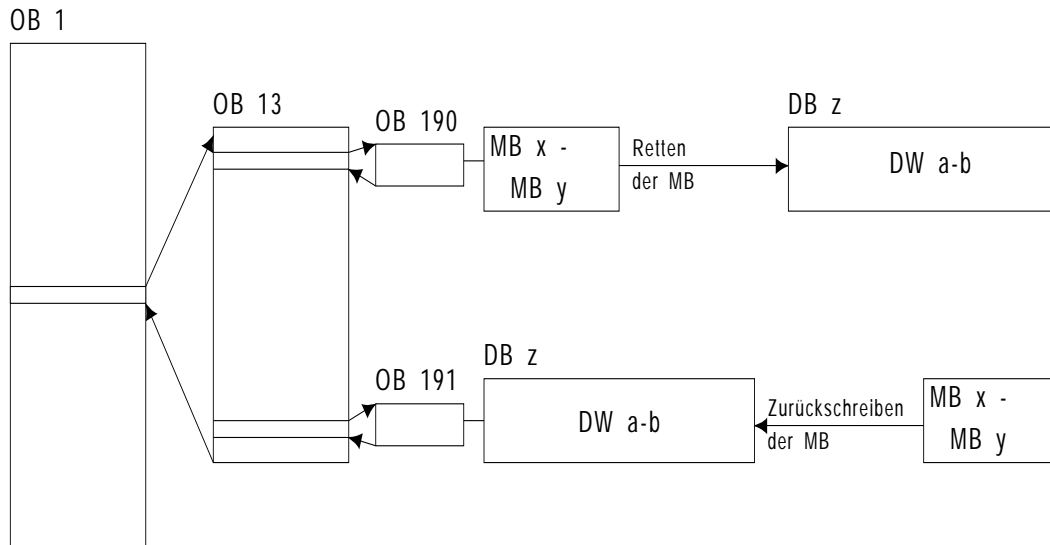 OB 1
OB 13
OB 190
MB x -
MB y
Retten
der MB
DB z
DW a-b
OB 191
DB z
DW a-b
Zurückschreiben
der MB
MB x -
MB y